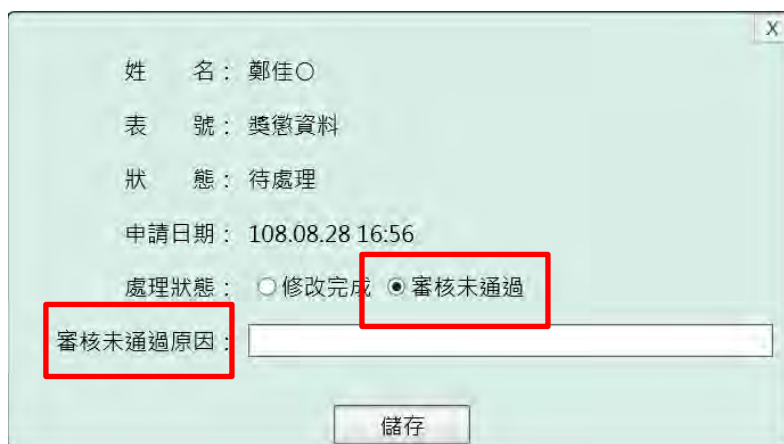 X
姓　　名： 鄭佳○
表　　號： 獎懲資料
狀　　態： 待處理
申請日期： 108.08.28 16:56
處理狀態： ○修改完成 ◉審核未通過
審核未通過原因：
儲存